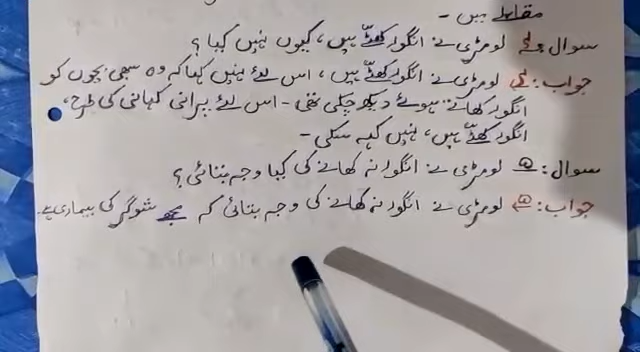 مقابلے ہیں۔
سوال: ۴ لومڑی نے انگور کھٹے ہیں، کیوں نہیں کہا؟
جواب: ۴ لومڑی نے انگور کھٹے ہیں، اس لئے نہیں کہا کہ وہ سبھی بچوں کو
انگور کھاتے ہوئے دیکھ چکی تھی۔ اس لئے پرانی کہانی کی طرح،
انگور کھٹے ہیں، نہیں کہہ سکی۔
سوال: ۵ لومڑی نے انگور نہ کھانے کی کیا وجہ بتائی؟
جواب: ۵ لومڑی نے انگور نہ کھانے کی وجہ بتائی کہ مجھے شوگر کی بیماری ہے۔